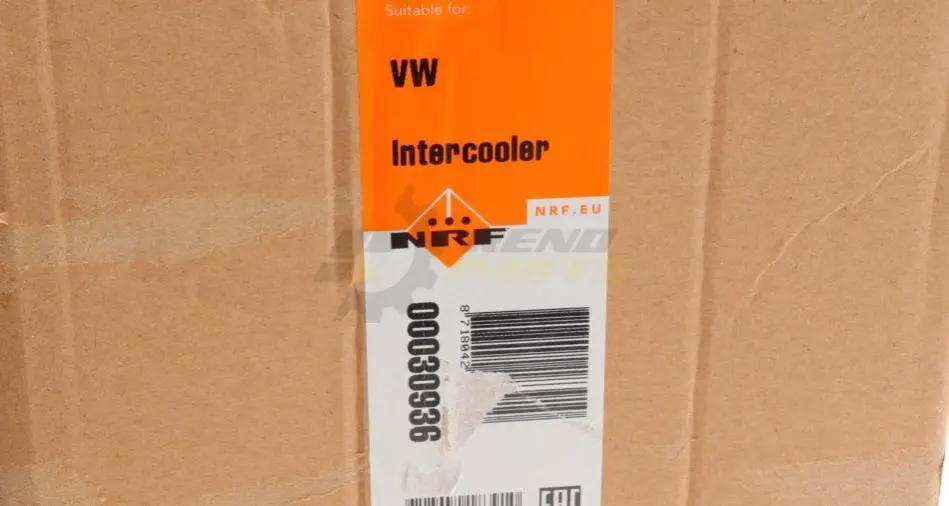 Suitable for:
VW
Intercooler
NRF.EU
NRF
00030936
8 718042
EAC